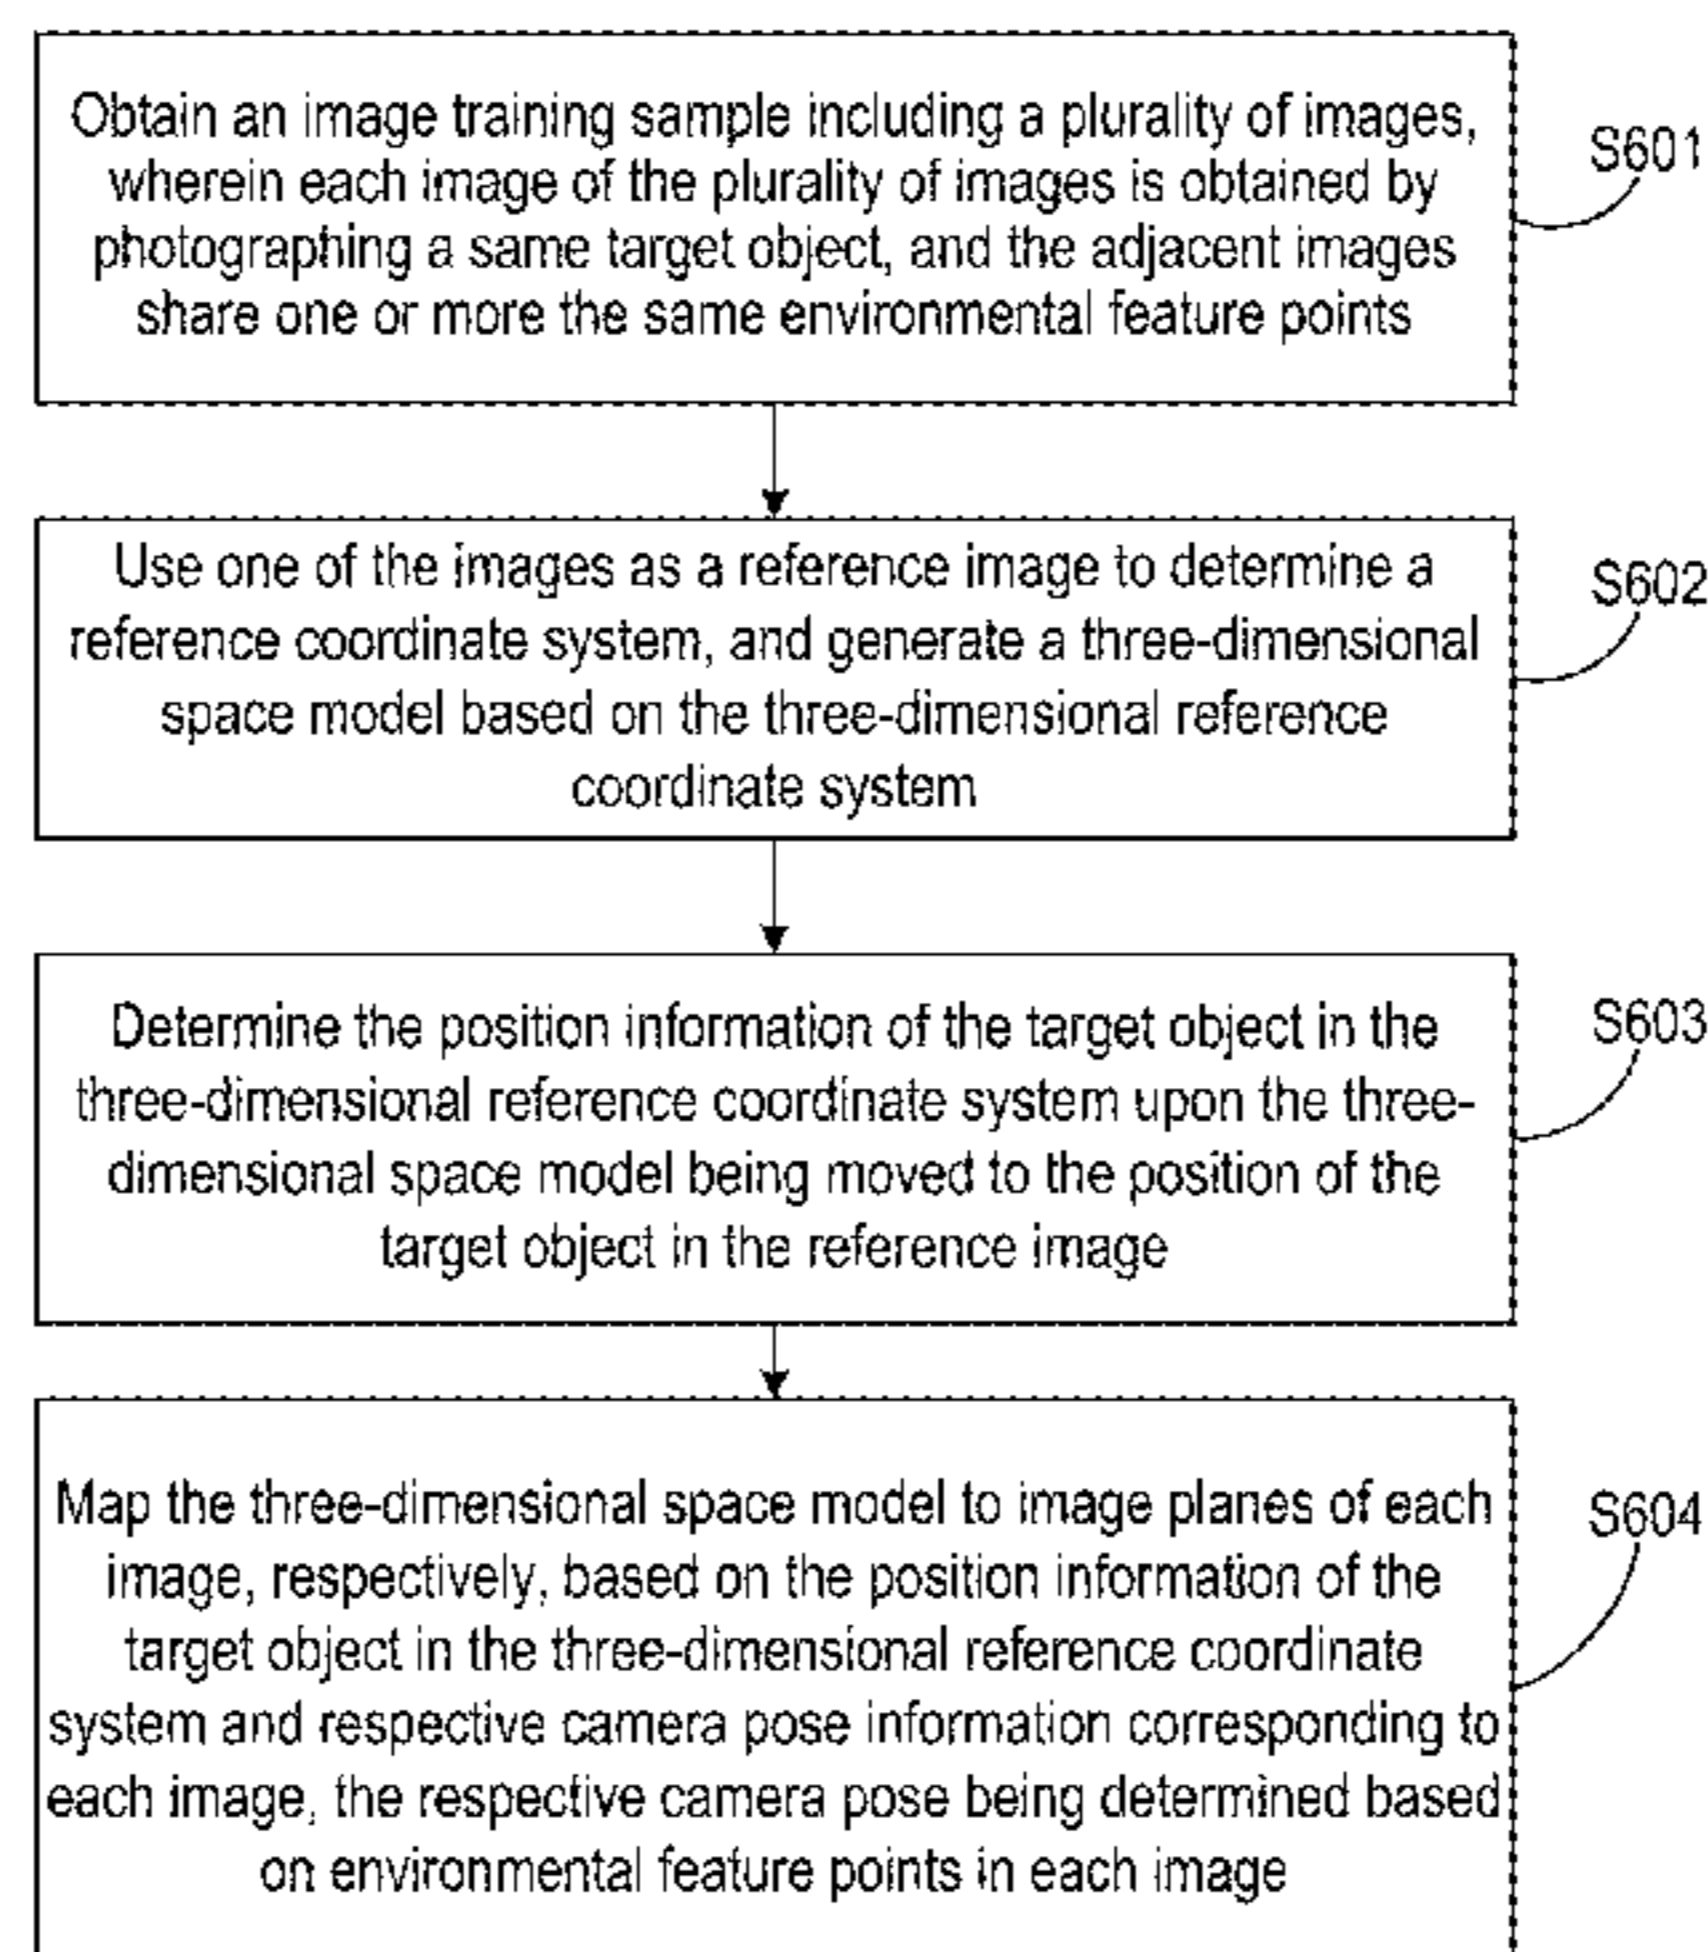 Obtain an image training sample including a plurality of images,
wherein each image of the plurality of images is obtained by
photographing a same target object, and the adjacent images
share one or more the same environmental feature points
S601
Use one of the images as a reference image to determine a
reference coordinate system, and generate a three-dimensional
space model based on the three-dimensional reference
coordinate system
S602
Determine the position information of the target object in the
three-dimensional reference coordinate system upon the three-
dimensional space model being moved to the position of the
target object in the reference image
S603
Map the three-dimensional space model to image planes of each
image, respectively, based on the position information of the
target object in the three-dimensional reference coordinate
system and respective camera pose information corresponding to
each image, the respective camera pose being determined based
on environmental feature points in each image
S604